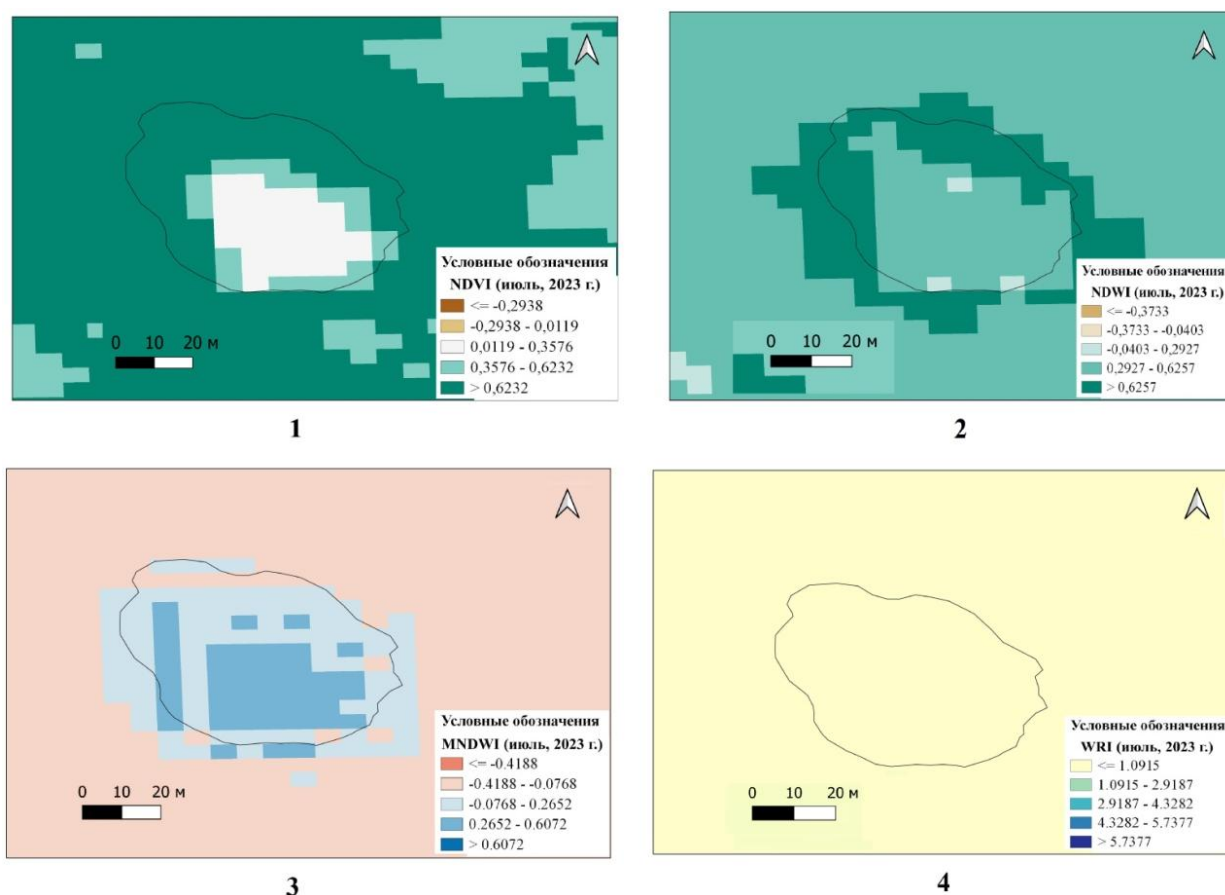 Условные обозначения
NDVI (июль, 2023 г.)
<= -0,2938
-0,2938 - 0,0119
0,0119 - 0,3576
0,3576 - 0,6232
> 0,6232
0 10 20 м
1
Условные обозначения
NDWI (июль, 2023 г.)
<= -0,3733
-0,3733 - -0,0403
-0,0403 - 0,2927
0,2927 - 0,6257
> 0,6257
0 10 20 м
2
Условные обозначения
MNDWI (июль, 2023 г.)
<= -0.4188
-0.4188 - -0.0768
-0.0768 - 0.2652
0.2652 - 0.6072
> 0.6072
0 10 20 м
3
Условные обозначения
WRI (июль, 2023 г.)
<= 1.0915
1.0915 - 2.9187
2.9187 - 4.3282
4.3282 - 5.7377
> 5.7377
0 10 20 м
4